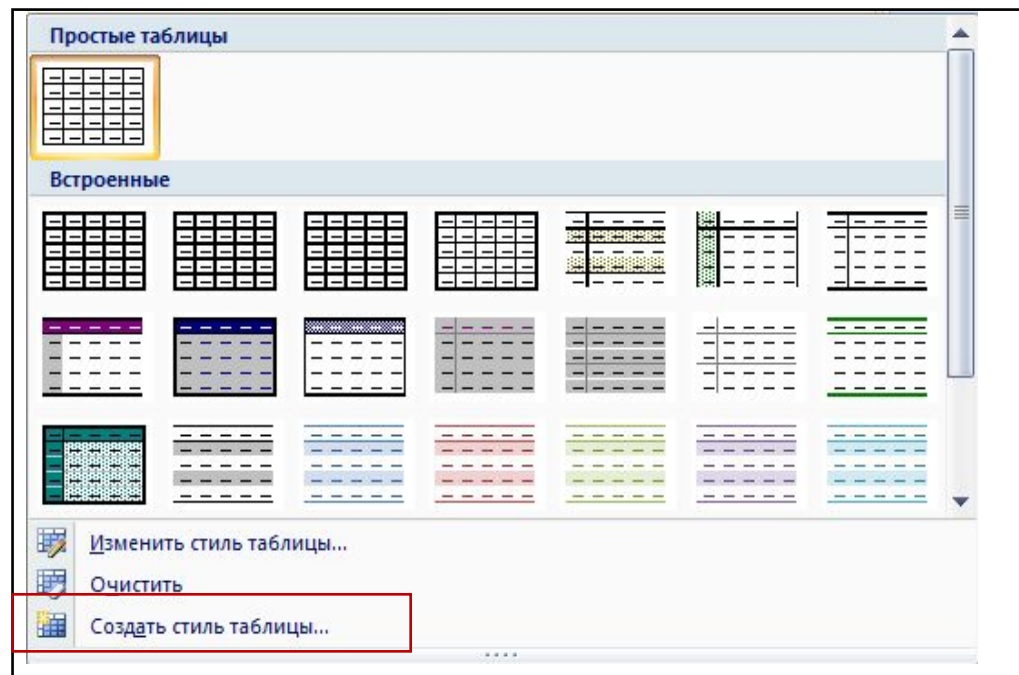 Простые таблицы
Встроенные
Изменить стиль таблицы...
Очистить
Создать стиль таблицы...